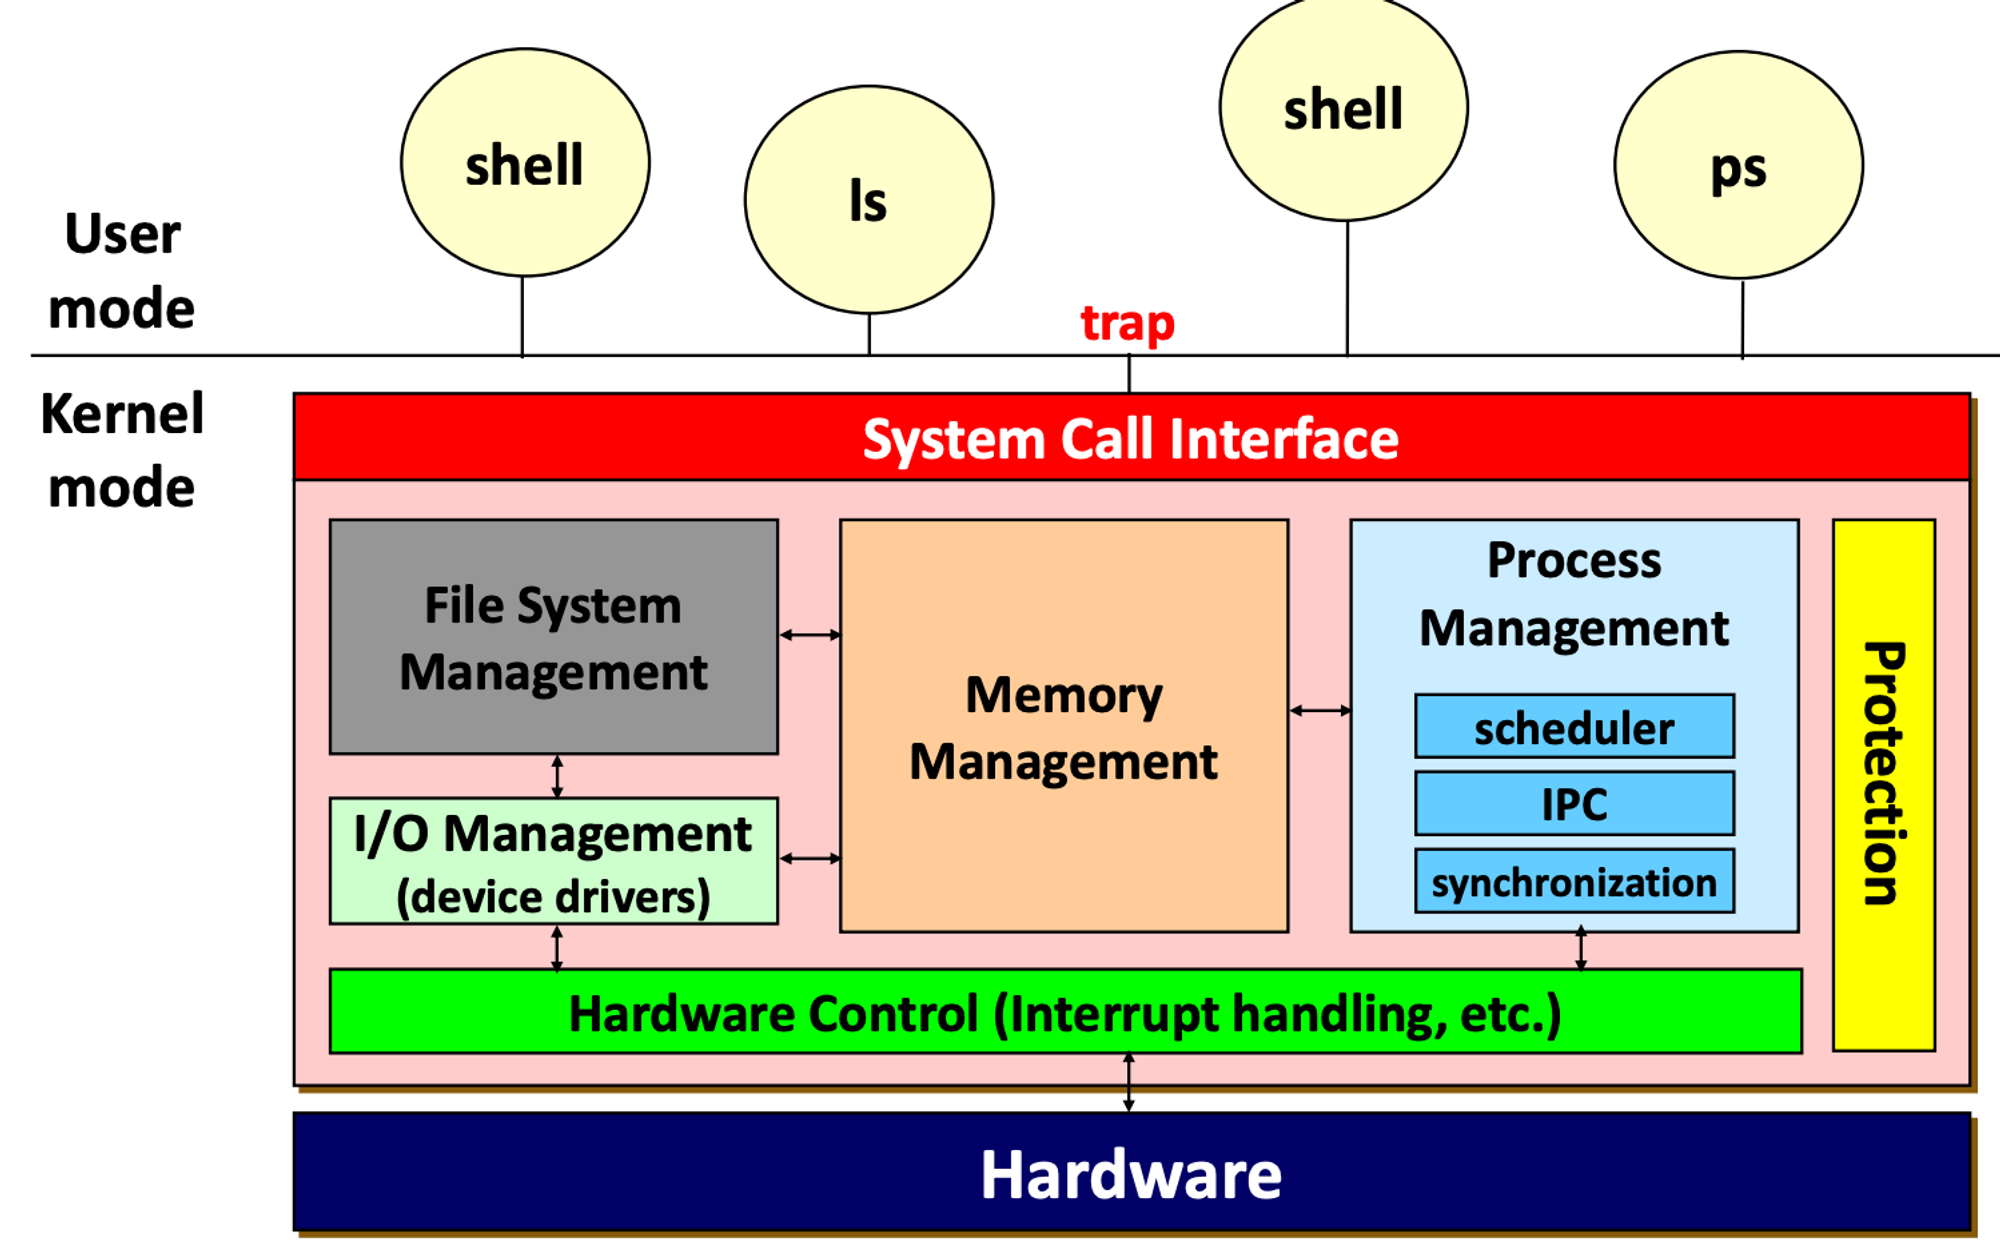 shell
ls
shell
ps
User
mode
trap
Kernel
mode
System Call Interface
File System
Management
I/O Management
(device drivers)
Memory
Management
Process
Management
scheduler
IPC
synchronization
Protection
Hardware Control (Interrupt handling, etc.)
Hardware